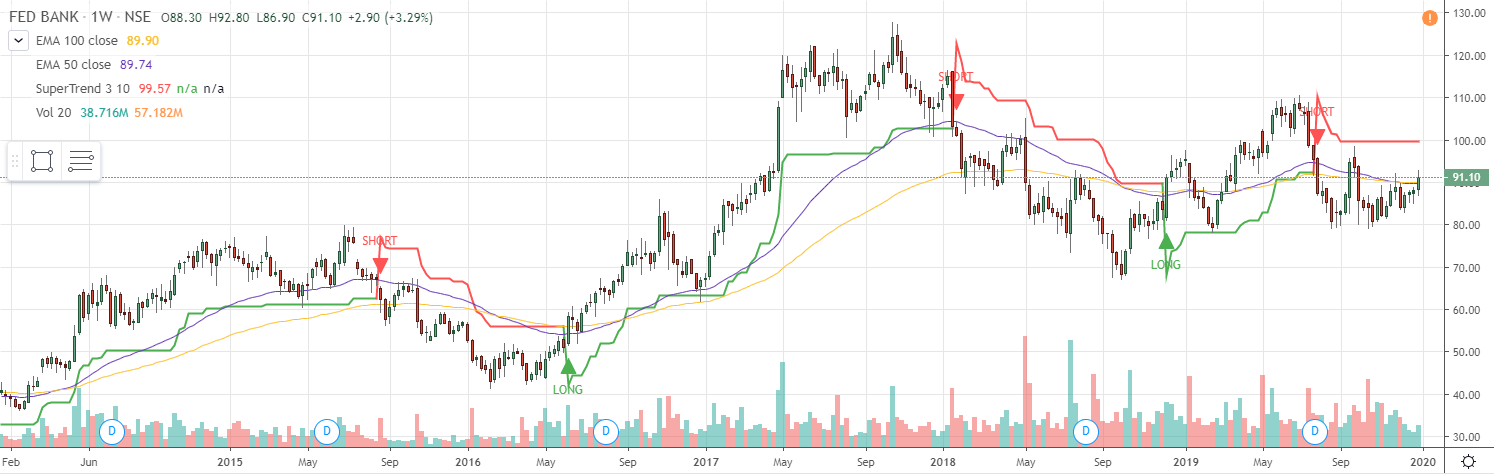 FED BANK · 1W · NSE O88.30 H92.80 L86.90 C91.10 +2.90 (+3.29%)
EMA 100 close 89.90
EMA 50 close 89.74
SuperTrend 3 10 99.57 n/a n/a
Vol 20 38.716M 57.182M
130.00
120.00
110.00
100.00
91.10
90.00
80.00
70.00
60.00
50.00
40.00
30.00
SHORT
LONG
SHORT
LONG
SHORT
D D D D D
Feb Jun 2015 May Sep 2016 May Sep 2017 May Sep 2018 May Sep 2019 May Sep 2020
!